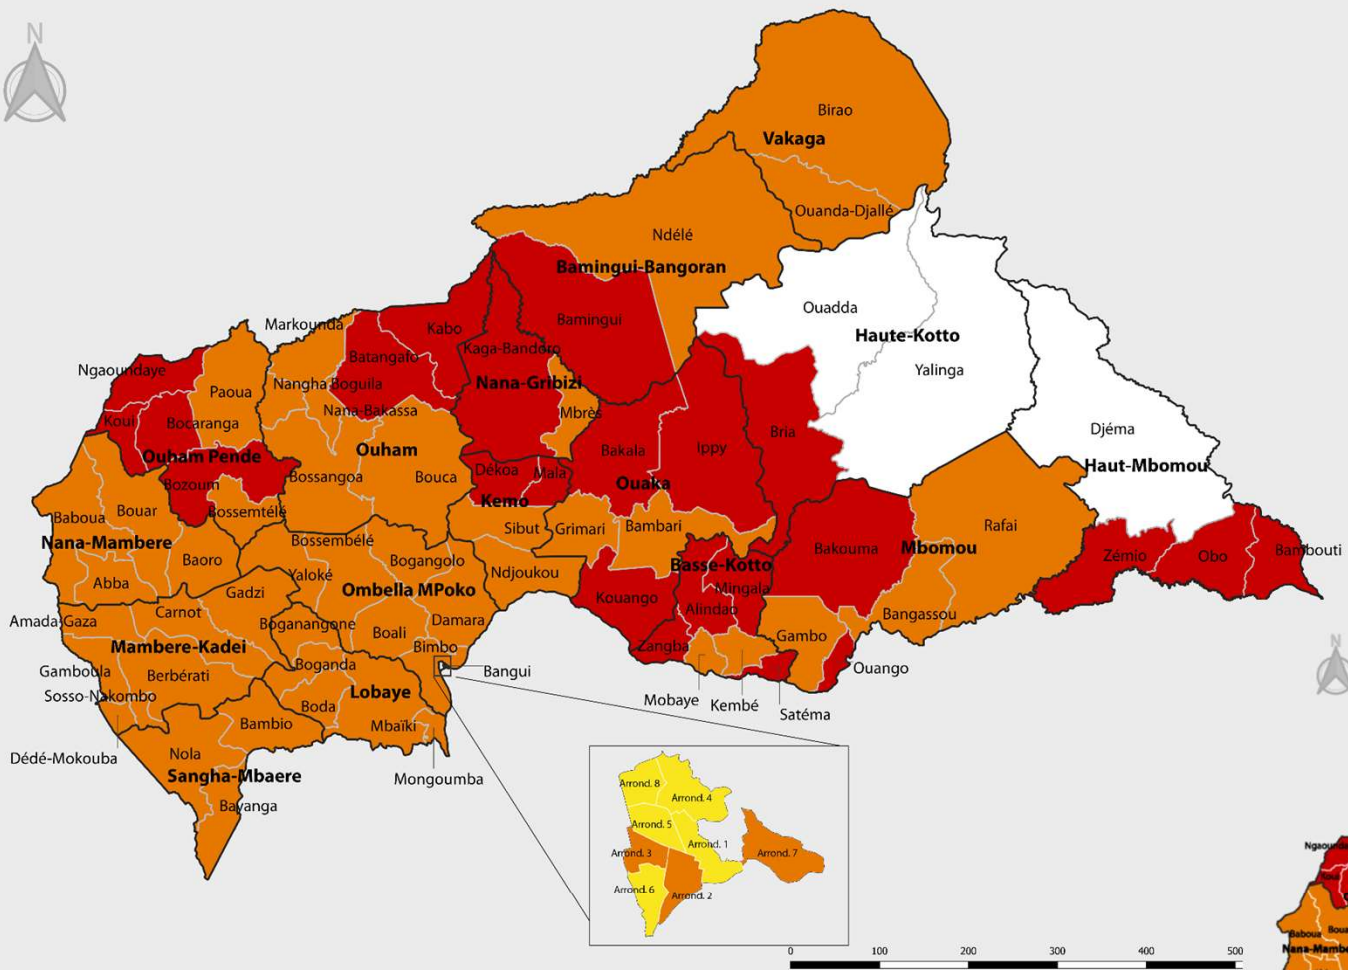 N
Birao
Vakaga
Ouanda-Djallé
Ndélé
Bamingui-Bangoran
Ouadda
Haute-Kotto
Yalinga
Markounda
Kabo
Bamingui
Batangafo
Kaga-Bandoro
Ngaoundaye
Paoua
Nangha Boguila
Nana-Gribizi
Nana-Bakassa
Mbrès
Koui
Bocaranga
Djéma
Bria
Ippy
Bakala
Ouham
Ouham Pende
Haut-Mbomou
Dékoa
Mala
Ouaka
Bossangoa
Bouca
Bozoum
Kemo
Bossemtélé
Baboua
Bouar
Sibut
Grimari
Bambari
Rafai
Nana-Mambere
Bossembélé
Bakouma
Mbomou
Zémio
Obo
Bambouti
Baoro
Bogangolo
Ndjoukou
Basse-Kotto
Yaloké
Abba
Gadzi
Ombella MPoko
Mingala
Kouango
Alindao
Bangassou
Carnot
Amada-Gaza
Boganangone
Boali
Damara
Gambo
Mambere-Kadei
Bimbo
Zangba
Gamboula
Berbérati
Boganda
Bangui
Ouango
Sosso-Nakombo
Lobaye
Boda
Mobaye
Kembé
Satéma
Bambio
Mbaïki
Dédé-Mokouba
Nola
Sangha-Mbaere
Mongoumba
Bayanga
Arrond. 8
Arrond. 4
Arrond. 5
Arrond. 1
Arrond. 3
Arrond. 7
Arrond. 6
Arrond. 2
0 100 200 300 400 500
N
Baboua